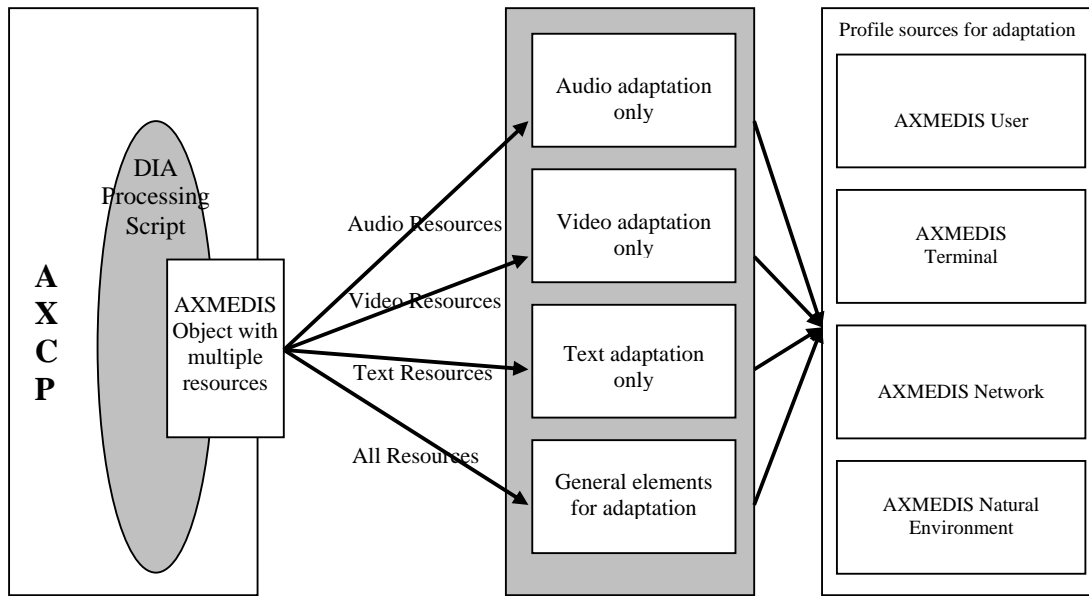 DIA
Processing
Script
A
X
C
P
AXMEDIS
Object with
multiple
resources
Audio Resources
Video Resources
Text Resources
All Resources
Audio adaptation
only
Video adaptation
only
Text adaptation
only
General elements
for adaptation
Profile sources for adaptation
AXMEDIS User
AXMEDIS
Terminal
AXMEDIS Network
AXMEDIS Natural
Environment